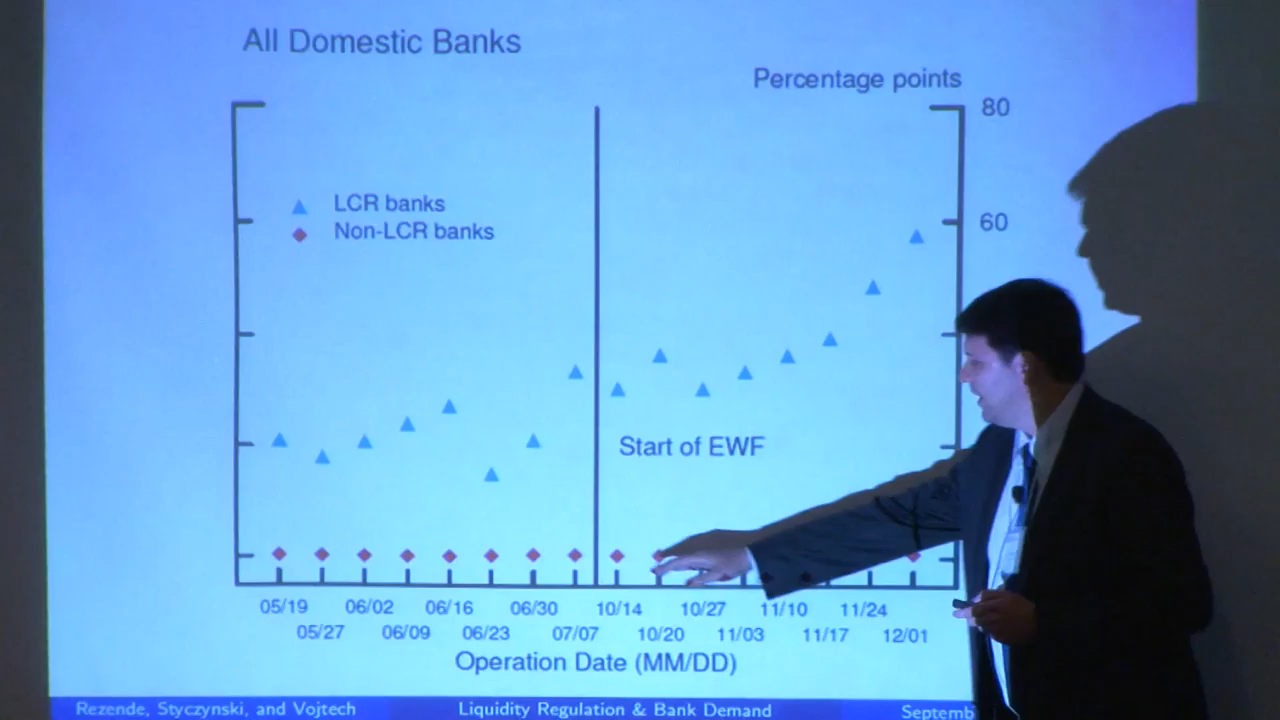 All Domestic Banks
Percentage points
80
60
LCR banks
Non-LCR banks
Start of EWF
05/19 06/02 06/16 06/30 10/14 10/27 11/10 11/24
05/27 06/09 06/23 07/07 10/20 11/03 11/17 12/01
Operation Date (MM/DD)
Rezende, Styczynski, and Vojtech Liquidity Regulation & Bank Demand Septemb